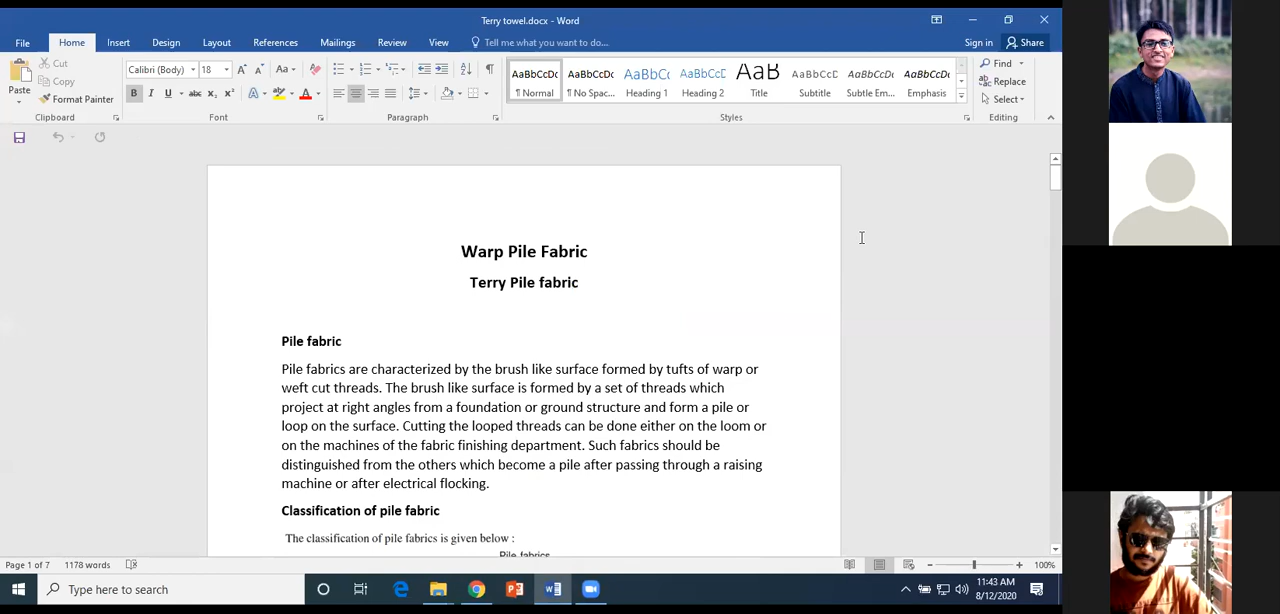 Terry towel.docx - Word
File Home Insert Design Layout References Mailings Review View Tell me what you want to do... Sign in Share
Paste Cut Copy Format Painter Clipboard
Calibri (Body) 18 Font
Paragraph
AaBbCcDc AaBbCcDc AaBbC AaBbCcC AaB AaBbCcD AaBbCcDc AaBbCcDc
¶ Normal ¶ No Spac... Heading 1 Heading 2 Title Subtitle Subtle Em... Emphasis
Styles
Find
Replace
Select
Editing
Warp Pile Fabric
Terry Pile fabric
Pile fabric
Pile fabrics are characterized by the brush like surface formed by tufts of warp or
weft cut threads. The brush like surface is formed by a set of threads which
project at right angles from a foundation or ground structure and form a pile or
loop on the surface. Cutting the looped threads can be done either on the loom or
on the machines of the fabric finishing department. Such fabrics should be
distinguished from the others which become a pile after passing through a raising
machine or after electrical flocking.
Classification of pile fabric
The classification of pile fabrics is given below :
Pile fabrics
Page 1 of 7 1178 words 100%
Type here to search
11:43 AM
8/12/2020